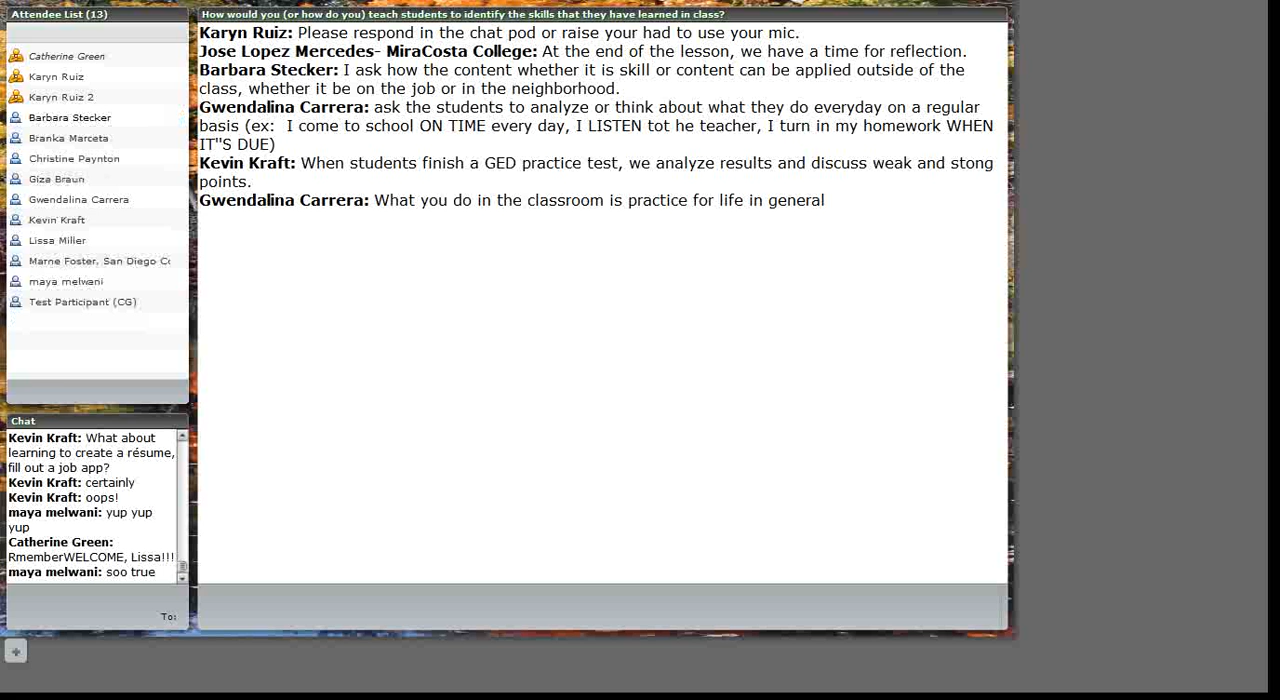 Attendee List (13)
Catherine Green
Karyn Ruiz
Karyn Ruiz 2
Barbara Stecker
Branka Marceta
Christine Paynton
Giza Braun
Gwendalina Carrera
Kevin Kraft
Lissa Miller
Marne Foster. San Diego Cc
maya melwani
Test Participant (CG)
Chat
Kevin Kraft: What about
learning to create a résume,
fill out a job app?
Kevin Kraft: certainly
Kevin Kraft: oops!
maya melwani: yup yup
yup
Catherine Green:
RmemberWELCOME, Lissa!!!
maya melwani: soo true
To:
How would you (or how do you) teach students to identify the skills that they have learned in class?
Karyn Ruiz: Please respond in the chat pod or raise your had to use your mic.
Jose Lopez Mercedes- MiraCosta College: At the end of the lesson, we have a time for reflection.
Barbara Stecker: I ask how the content whether it is skill or content can be applied outside of the
class, whether it be on the job or in the neighborhood.
Gwendalina Carrera: ask the students to analyze or think about what they do everyday on a regular
basis (ex:  I come to school ON TIME every day, I LISTEN tot he teacher, I turn in my homework WHEN
IT"S DUE)
Kevin Kraft: When students finish a GED practice test, we analyze results and discuss weak and stong
points.
Gwendalina Carrera: What you do in the classroom is practice for life in general